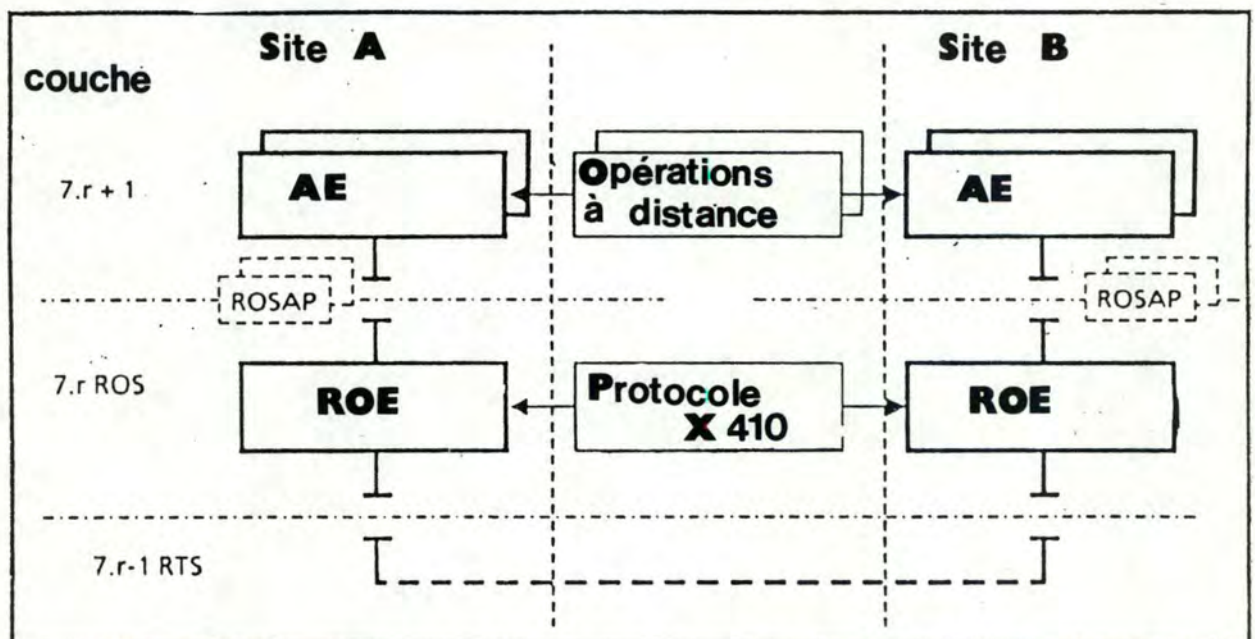 Site A
Site B
couche
7.r + 1
AE
Opérations
à distance
AE
ROSAP
ROSAP
7.r ROS
ROE
Protocole
X 410
ROE
7.r-1 RTS